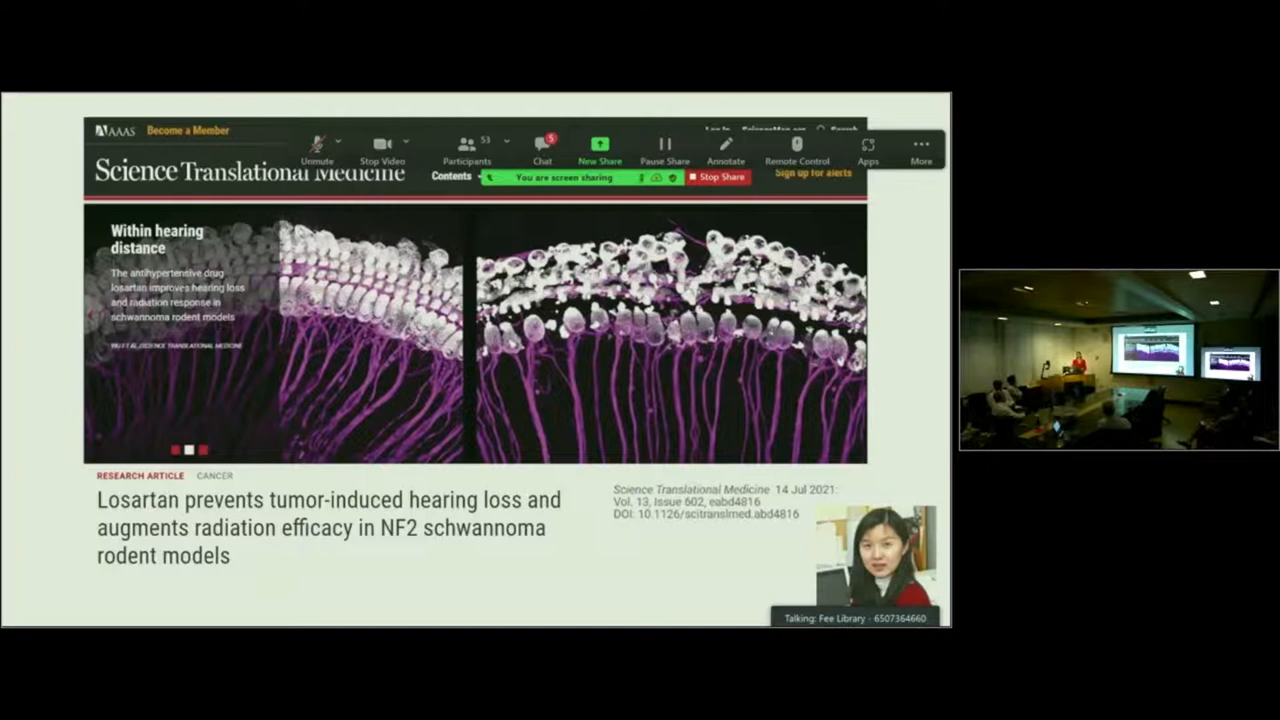 AAAS Become a Member
Search
Unmute
Stop Video
53
Participants
5
Chat
New Share
Pause Share
Annotate
Remote Control
Apps
More
Science Translational Medicine
Contents
You are screen sharing
Stop Share
Sign up for alerts
Within hearing
distance
The antihypertensive drug
losartan improves hearing loss
and radiation response in
schwannoma rodent models
RESEARCH ARTICLE CANCER
Losartan prevents tumor-induced hearing loss and
augments radiation efficacy in NF2 schwannoma
rodent models
Science Translational Medicine 14 Jul 2021:
Vol. 13, Issue 602, eabd4816
DOI: 10.1126/scitranslmed.abd4816
Talking: Fee Library - 6507364660